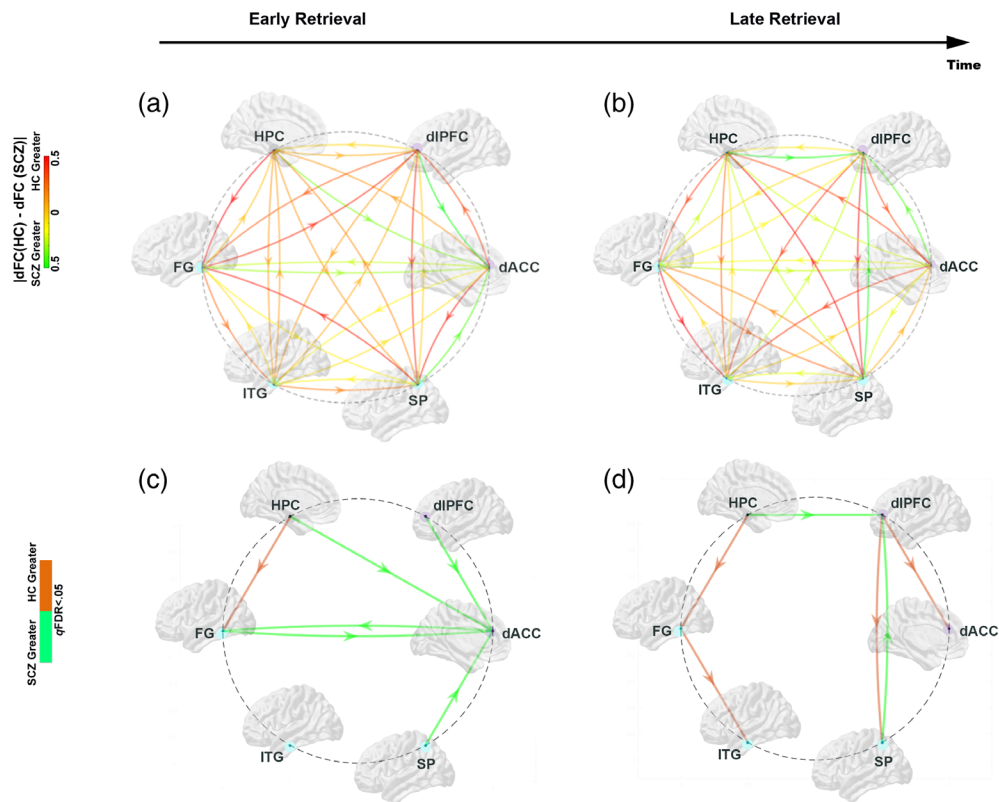 Early Retrieval
Late Retrieval
Time
(a)
(b)
|dFC(HC) - dFC (SCZ)|
SCZ Greater HC Greater
0.5 0 0.5
HPC
dlPFC
FG
dACC
ITG
SP
HPC
dlPFC
FG
dACC
ITG
SP
(c)
(d)
SCZ Greater HC Greater
qFDR<.05
HPC
dlPFC
FG
dACC
ITG
SP
HPC
dlPFC
FG
dACC
ITG
SP